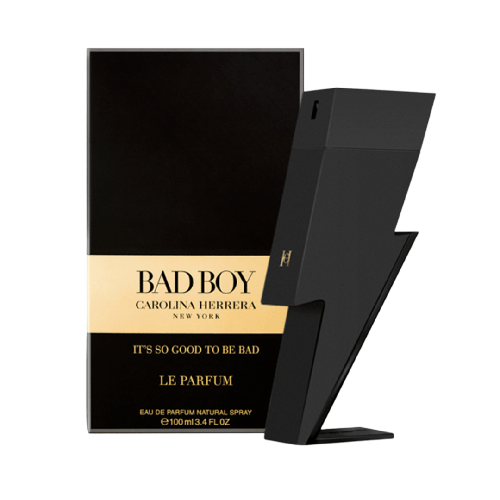 BAD BOY
CAROLINA HERRERA
NEW YORK
IT'S SO GOOD TO BE BAD
LE PARFUM
EAU DE PARFUM NATURAL SPRAY
℮100 ml 3.4 FL OZ
CH